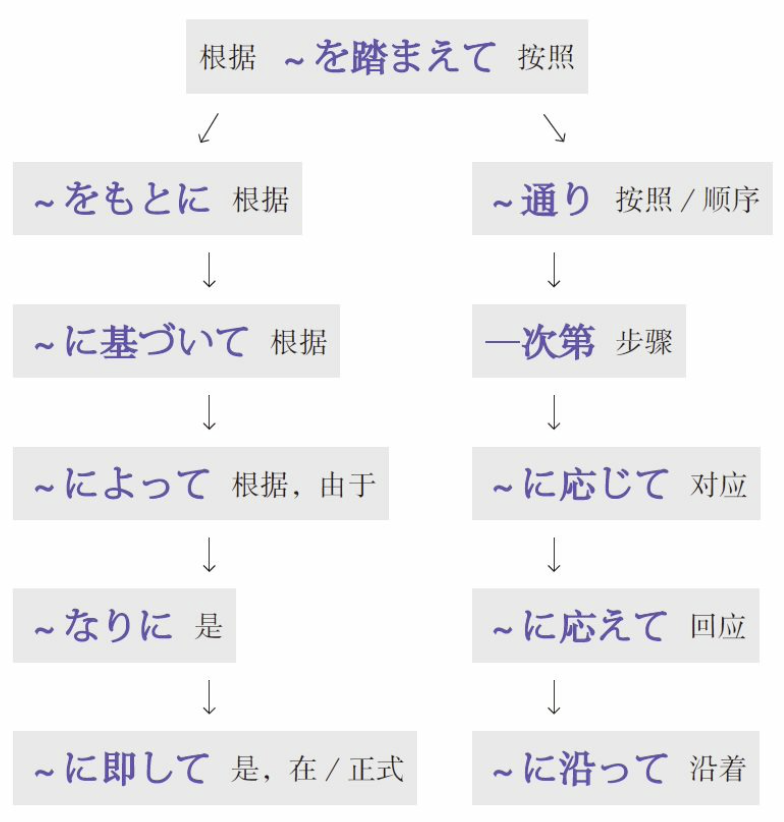 根据 ~を踏まえて 按照
~をもとに 根据
~通り 按照 / 顺序
~に基づいて 根据
—次第 步骤
~によって 根据，由于
~に応じて 对应
~なりに 是
~に応えて 回应
~に即して 是，在 / 正式
~に沿って 沿着